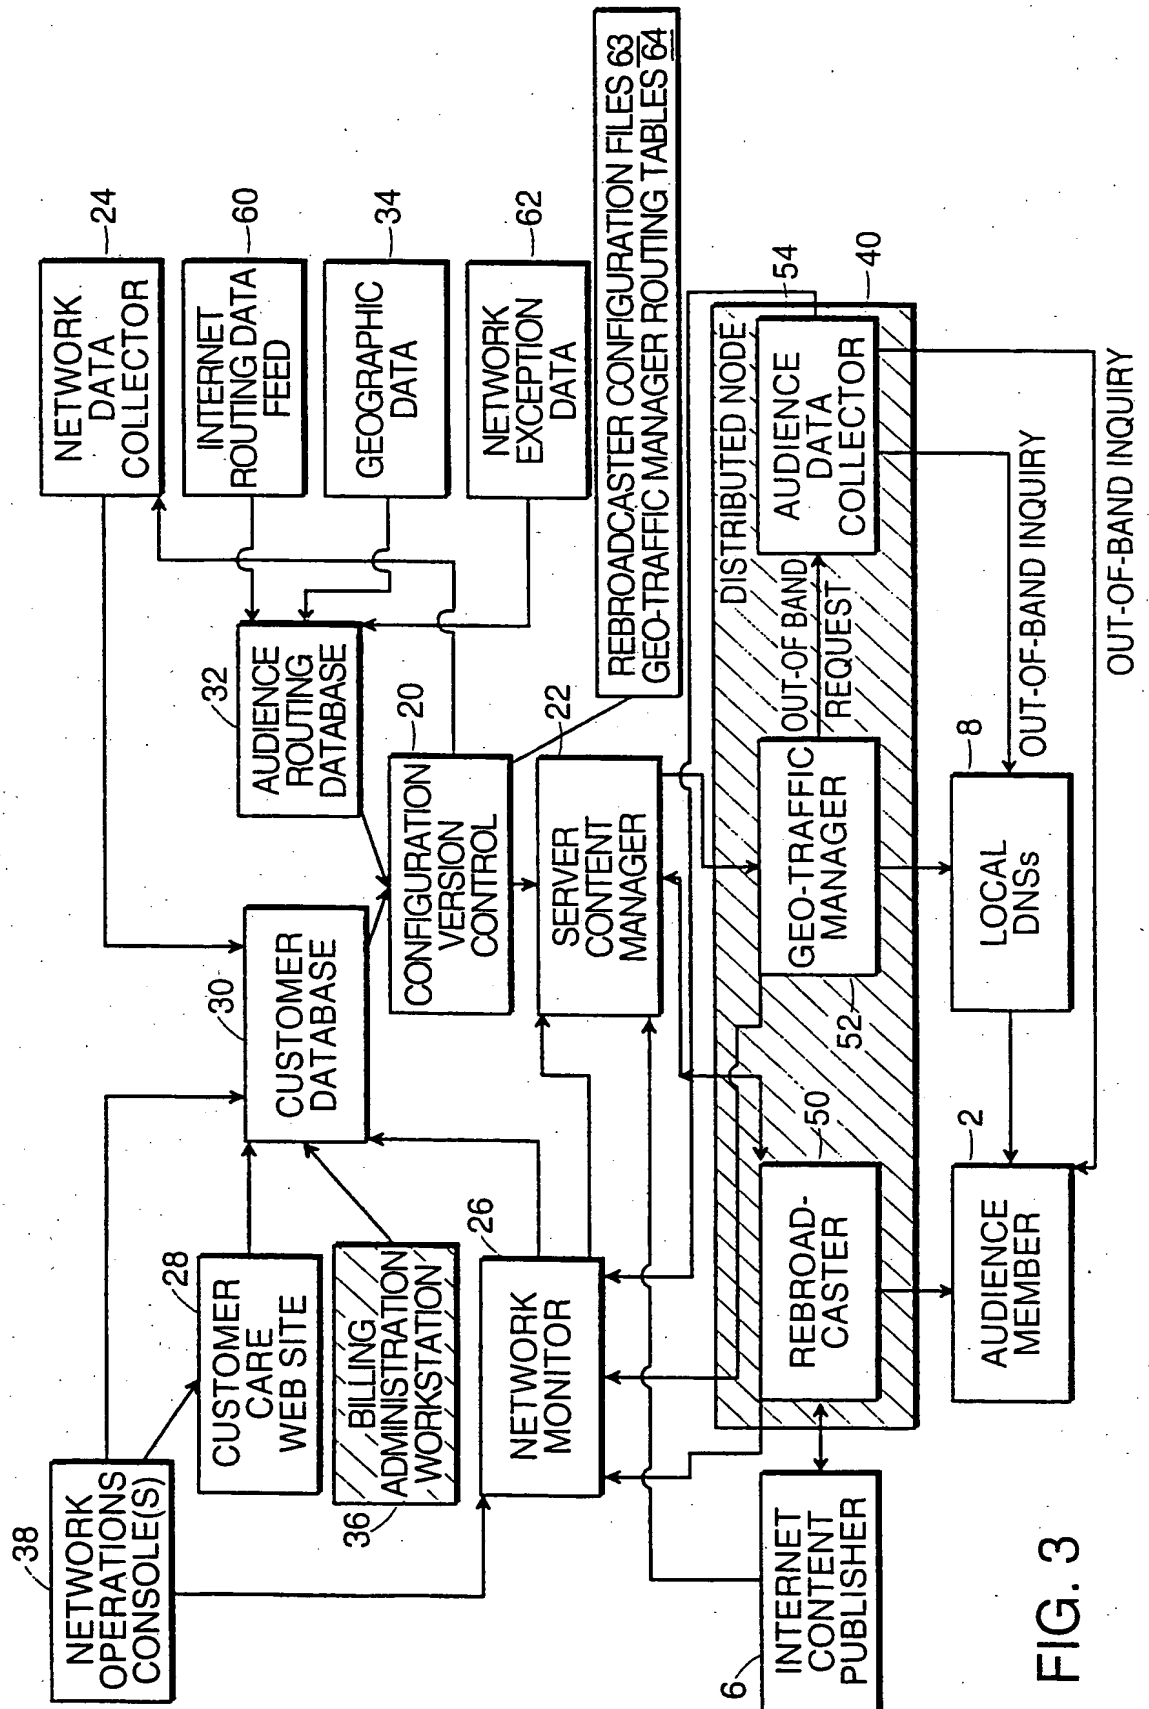 38
NETWORK
OPERATIONS
CONSOLE(S)
28
CUSTOMER
CARE
WEB SITE
36
BILLING
ADMINISTRATION
WORKSTATION
26
NETWORK
MONITOR
6
INTERNET
CONTENT
PUBLISHER
30
CUSTOMER
DATABASE
32
AUDIENCE
ROUTING
DATABASE
20
CONFIGURATION
VERSION
CONTROL
22
SERVER
CONTENT
MANAGER
24
NETWORK
DATA
COLLECTOR
60
INTERNET
ROUTING DATA
FEED
34
GEOGRAPHIC
DATA
62
NETWORK
EXCEPTION
DATA
REBROADCASTER CONFIGURATION FILES 63
GEO-TRAFFIC MANAGER ROUTING TABLES 64
DISTRIBUTED NODE
40
50
REBROAD-
CASTER
52
GEO-TRAFFIC
MANAGER
OUT-OF BAND
REQUEST
54
AUDIENCE
DATA
COLLECTOR
2
AUDIENCE
MEMBER
8
LOCAL
DNSs
OUT-OF-BAND INQUIRY
OUT-OF-BAND INQUIRY
FIG. 3